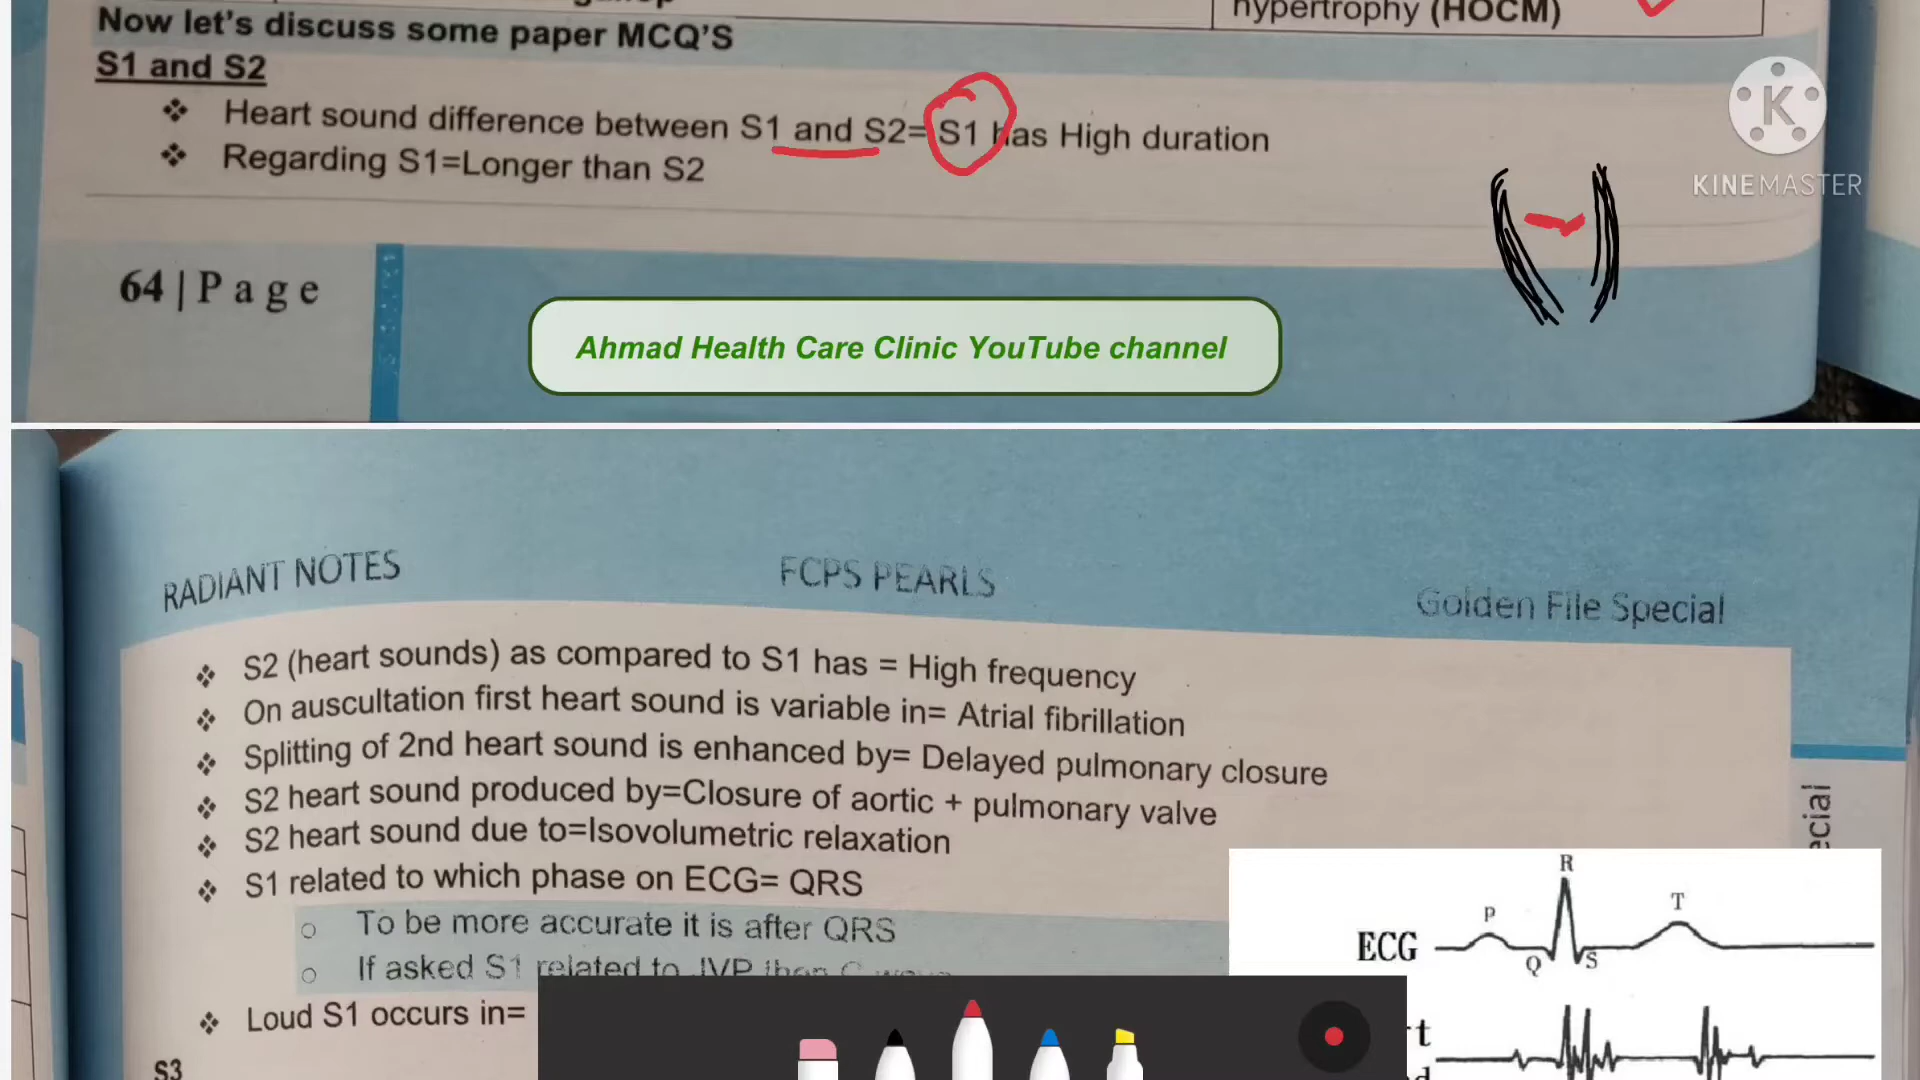 hypertrophy (HOCM)
Now let's discuss some paper MCQ'S
S1 and S2
❖ Heart sound difference between S1 and S2= S1 has High duration
❖ Regarding S1=Longer than S2
K
KINEMASTER
64 | P a g e
Ahmad Health Care Clinic YouTube channel
RADIANT NOTES
FCPS PEARLS
Golden File Special
❖ S2 (heart sounds) as compared to S1 has = High frequency
❖ On auscultation first heart sound is variable in= Atrial fibrillation
❖ Splitting of 2nd heart sound is enhanced by= Delayed pulmonary closure
❖ S2 heart sound produced by=Closure of aortic + pulmonary valve
❖ S2 heart sound due to=Isovolumetric relaxation
❖ S1 related to which phase on ECG= QRS
○ To be more accurate it is after QRS
○ If asked S1 related to JVP then C
❖ Loud S1 occurs in=
S3
R
P
T
ECG
Q
S